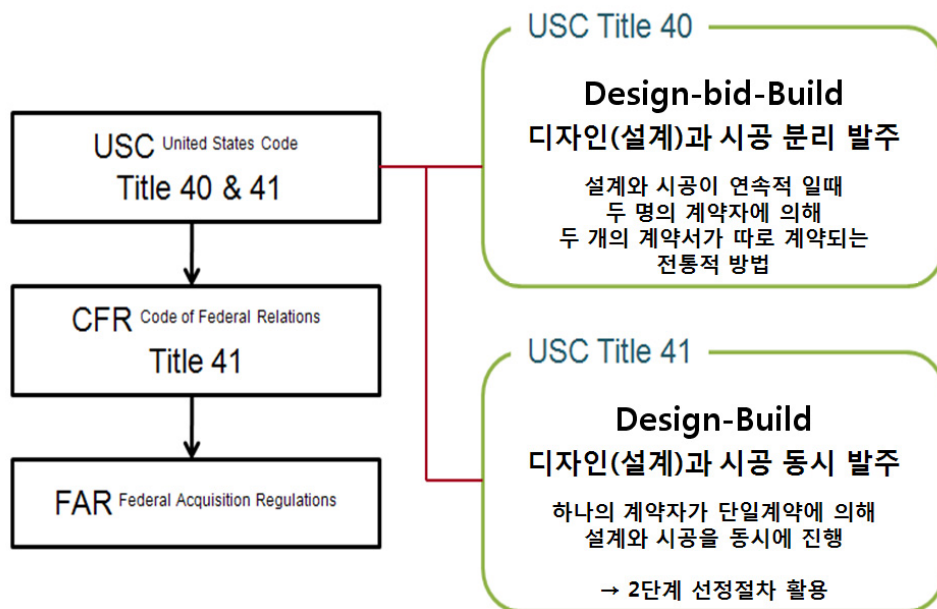 USC United States Code
Title 40 & 41
CFR Code of Federal Relations
Title 41
FAR Federal Acquisition Regulations
USC Title 40
Design-bid-Build
디자인(설계)과 시공 분리 발주
설계와 시공이 연속적 일때
두 명의 계약자에 의해
두 개의 계약서가 따로 계약되는
전통적 방법
USC Title 41
Design-Build
디자인(설계)과 시공 동시 발주
하나의 계약자가 단일계약에 의해
설계와 시공을 동시에 진행
→ 2단계 선정절차 활용